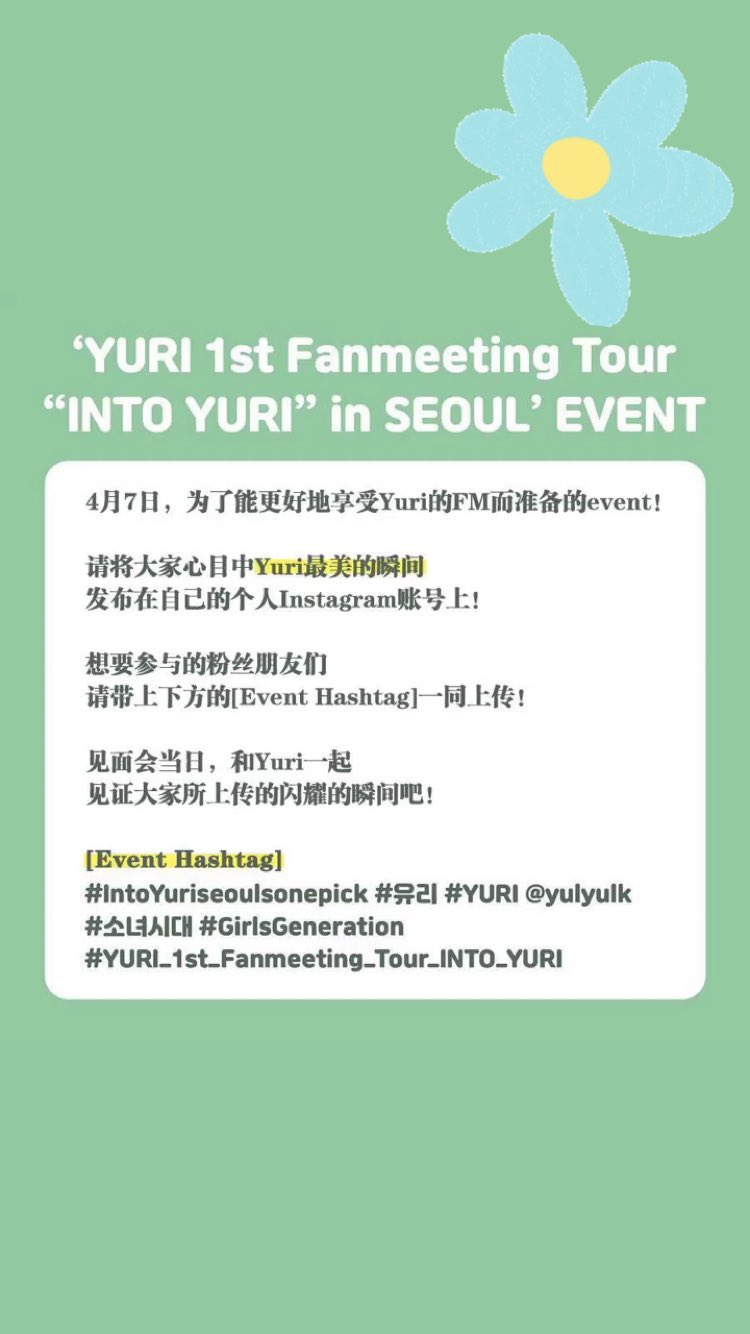 ‘YURI 1st Fanmeeting Tour
“INTO YURI” in SEOUL’ EVENT
4月7日，为了能更好地享受Yuri的FM而准备的event！
请将大家心目中Yuri最美的瞬间
发布在自己的个人Instagram账号上！
想要参与的粉丝朋友们
请带上下方的[Event Hashtag]一同上传！
见面会当日，和Yuri一起
见证大家所上传的闪耀的瞬间吧！
[Event Hashtag]
#IntoYuriseoulsonepick #유리 #YURI @yulyulk
#소녀시대 #GirlsGeneration
#YURI_1st_Fanmeeting_Tour_INTO_YURI